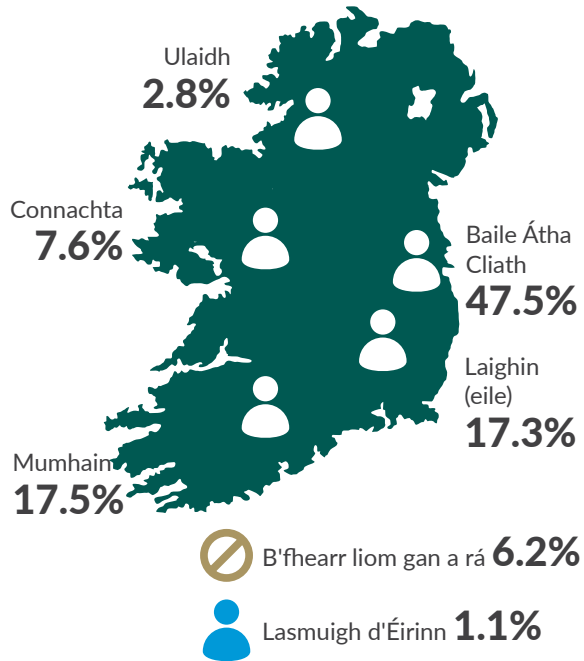 Ulaidh
2.8%
Connachta
7.6%
Baile Átha
Cliath
47.5%
Laighin
(eile)
17.3%
Mumhain
17.5%
B'fhearr liom gan a rá 6.2%
Lasmuigh d'Éirinn 1.1%